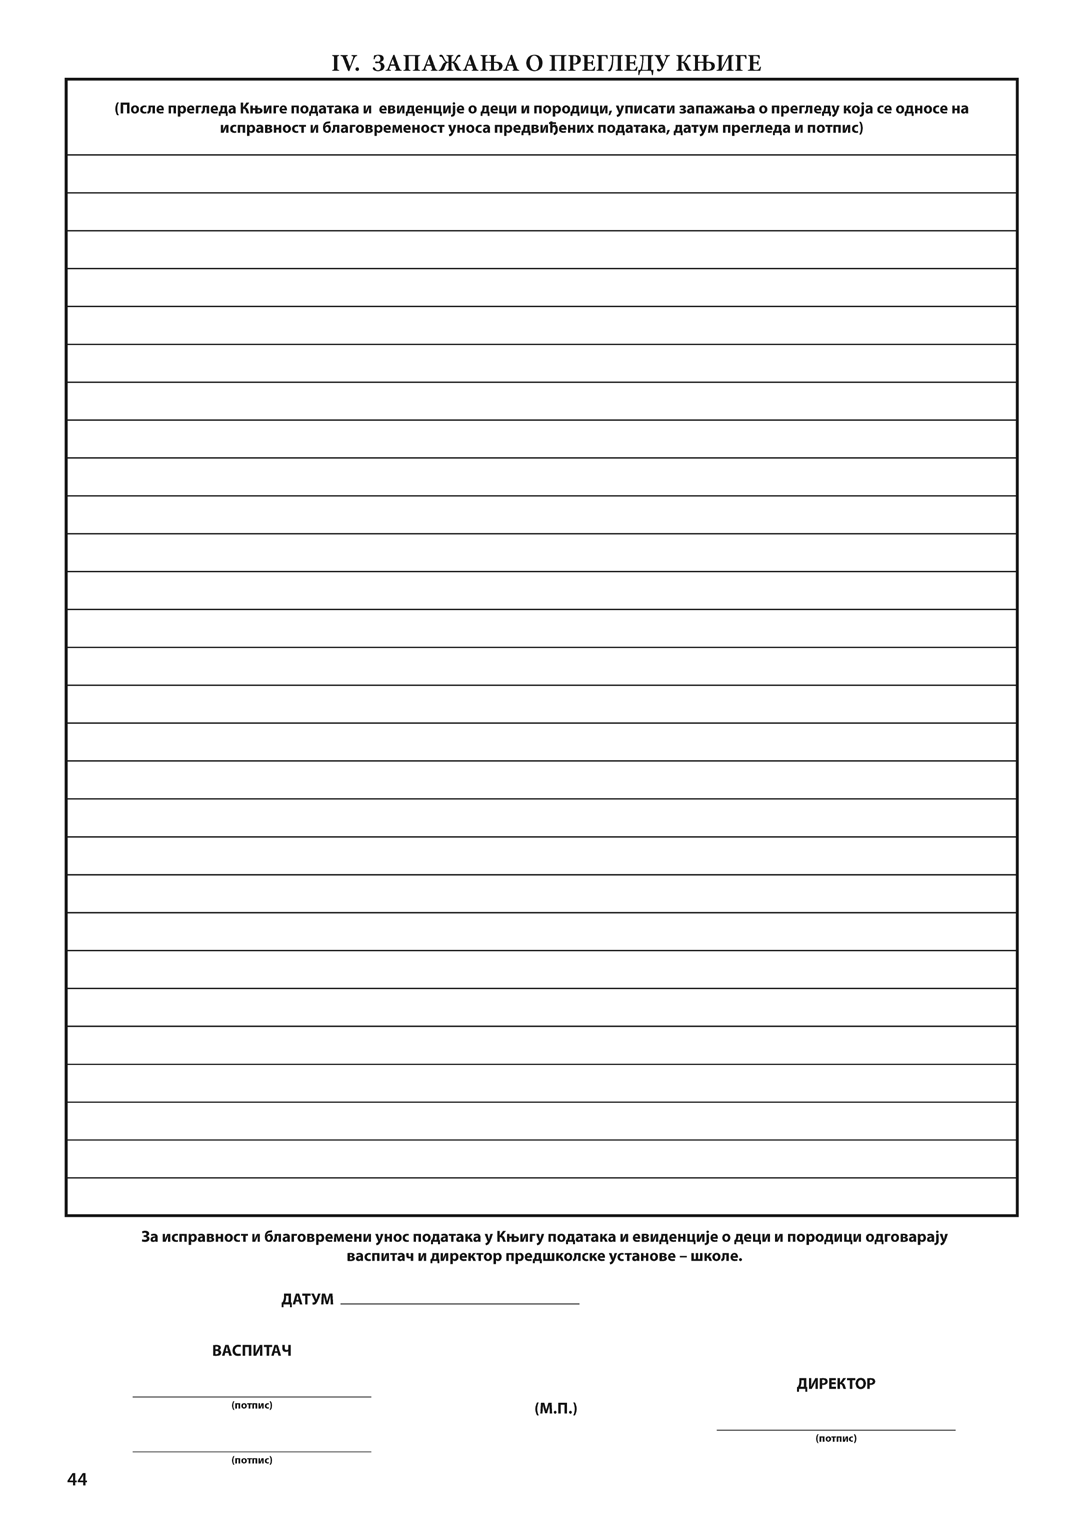 IV. ЗАПАЖАЊА О ПРЕГЛЕДУ КЊИГЕ
(После прегледа Књиге података и евиденције о деци и породици, уписати запажања о прегледу која се односе на
исправност и благовременост уноса предвиђених података, датум прегледа и потпис)
За исправност и благовремени унос података у Књигу података и евиденције о деци и породици одговарају
васпитач и директор предшколске установе – школе.
ДАТУМ
ВАСПИТАЧ
ДИРЕКТОР
(потпис)
(М.П.)
(потпис)
(потпис)
44